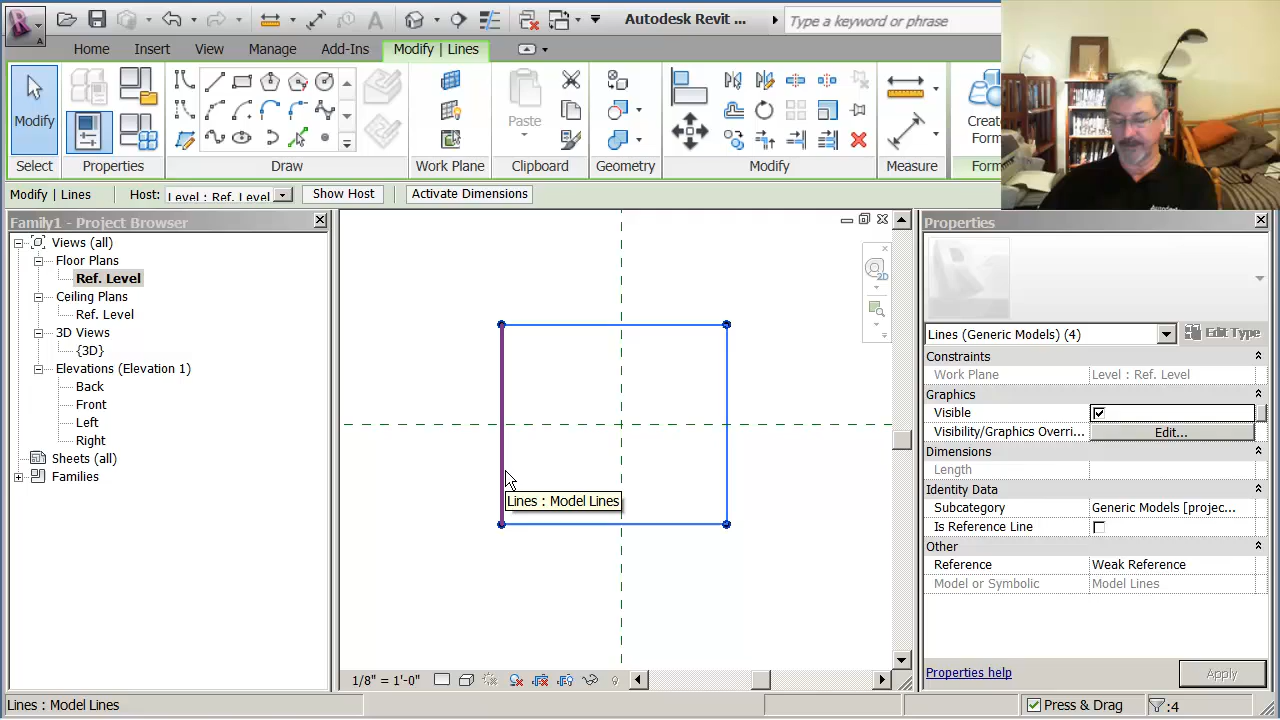 Autodesk Revit ...
Type a keyword or phrase
Home Insert View Manage Add-Ins Modify | Lines
Modify
Paste
Create
Form
Select
Properties
Draw
Work Plane
Clipboard
Geometry
Modify
Measure
Form
Modify | Lines
Host:
Level : Ref. Level
Show Host
Activate Dimensions
Family1 - Project Browser
Views (all)
Floor Plans
Ref. Level
Ceiling Plans
Ref. Level
3D Views
{3D}
Elevations (Elevation 1)
Back
Front
Left
Right
Sheets (all)
Families
2D
Lines : Model Lines
1/8" = 1'-0"
Properties
Lines (Generic Models) (4)
Edit Type
Constraints
Work Plane Level : Ref. Level
Graphics
Visible
Visibility/Graphics Overri... Edit...
Dimensions
Length
Identity Data
Subcategory Generic Models [projec...
Is Reference Line
Other
Reference Weak Reference
Model or Symbolic Model Lines
Properties help
Apply
Lines : Model Lines
Press & Drag
:4